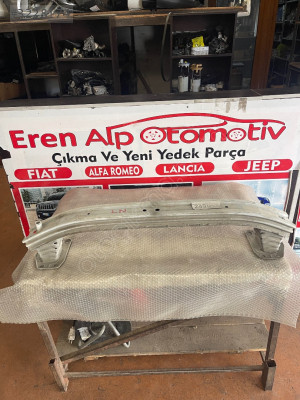 Eren Alp Otomotiv
Çıkma Ve Yeni Yedek Parça
FIAT
ALFA ROMEO
LANCIA
JEEP